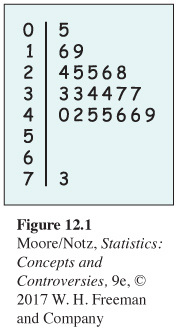 0 5
1 69
2 45568
3 334477
4 0255669
5
6
7 3
Figure 12.1
Moore/Notz, Statistics:
Concepts and
Controversies, 9e, ©
2017 W. H. Freeman
and Company